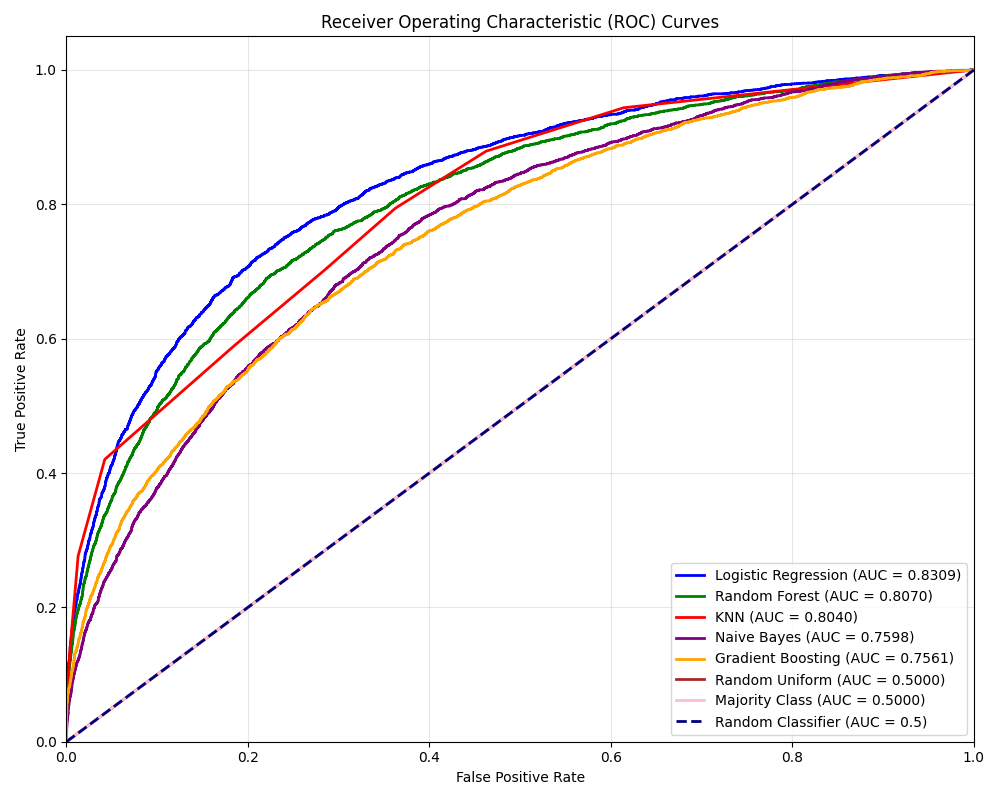 Receiver Operating Characteristic (ROC) Curves
True Positive Rate
1.0
0.8
0.6
0.4
0.2
0.0
Logistic Regression (AUC = 0.8309)
Random Forest (AUC = 0.8070)
KNN (AUC = 0.8040)
Naive Bayes (AUC = 0.7598)
Gradient Boosting (AUC = 0.7561)
Random Uniform (AUC = 0.5000)
Majority Class (AUC = 0.5000)
Random Classifier (AUC = 0.5)
0.0 0.2 0.4 0.6 0.8 1.0
False Positive Rate